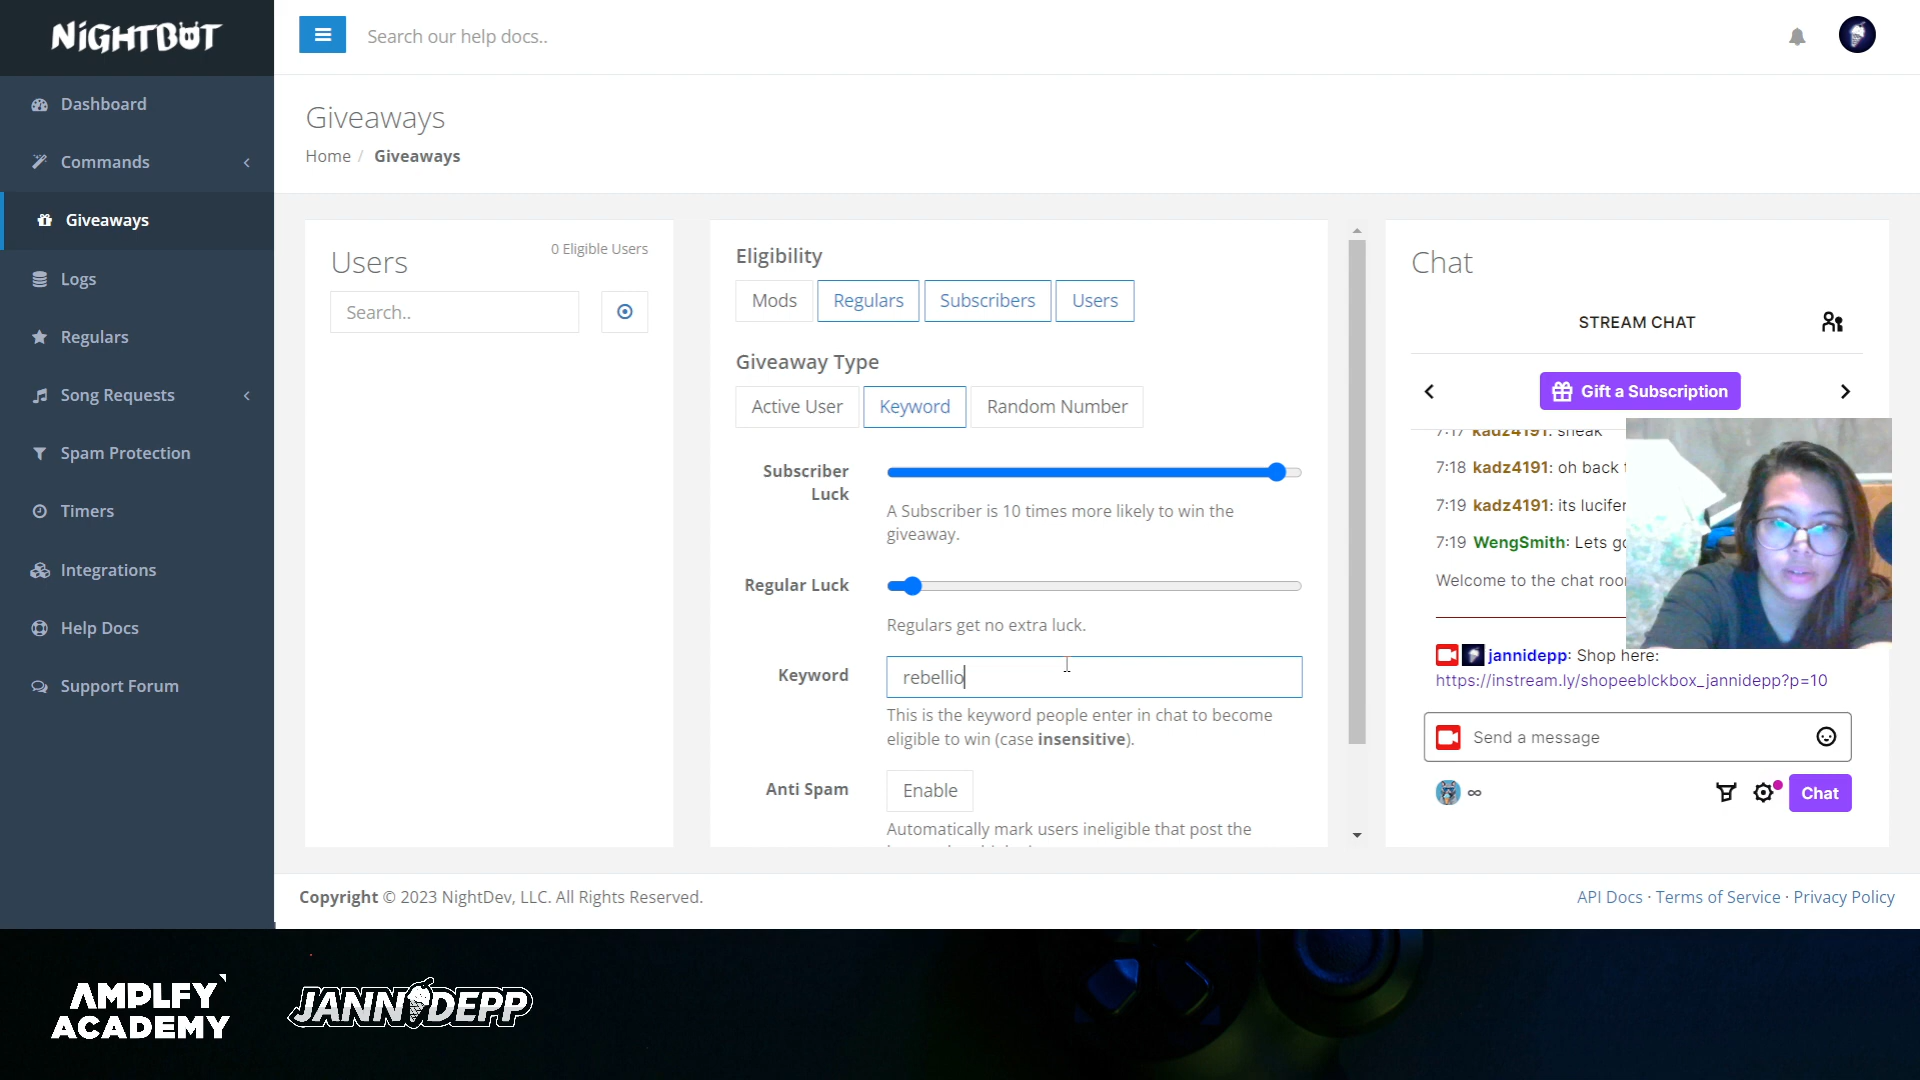 NiGHTBOT
Search our help docs..
Dashboard
Commands
Giveaways
Logs
Regulars
Song Requests
Spam Protection
Timers
Integrations
Help Docs
Support Forum
Giveaways
Home / Giveaways
Users
0 Eligible Users
Search..
Eligibility
Mods
Regulars
Subscribers
Users
Giveaway Type
Active User
Keyword
Random Number
Subscriber
Luck
A Subscriber is 10 times more likely to win the
giveaway.
Regular Luck
Regulars get no extra luck.
Keyword
rebellio
This is the keyword people enter in chat to become
eligible to win (case insensitive).
Anti Spam
Enable
Automatically mark users ineligible that post the
Chat
STREAM CHAT
Gift a Subscription
7:17 kadz4191: sneak
7:18 kadz4191: oh back
7:19 kadz4191: its lucifer
7:19 WengSmith: Lets
Welcome to the chat
jannidepp: Shop here:
https://instream.ly/shopeeblckbox_jannidepp?p=10
Send a message
∞
Chat
Copyright © 2023 NightDev, LLC. All Rights Reserved.
API Docs · Terms of Service · Privacy Policy
AMPLFY
ACADEMY
JANNIDEPP